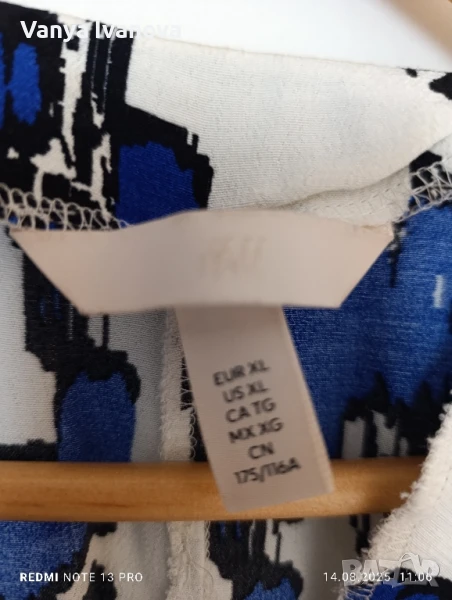 Vanya Ivanova
EUR XL
US XL
CA TG
MX XG
CN
175/116A
REDMI NOTE 13 PRO
14.08.2025 11:06